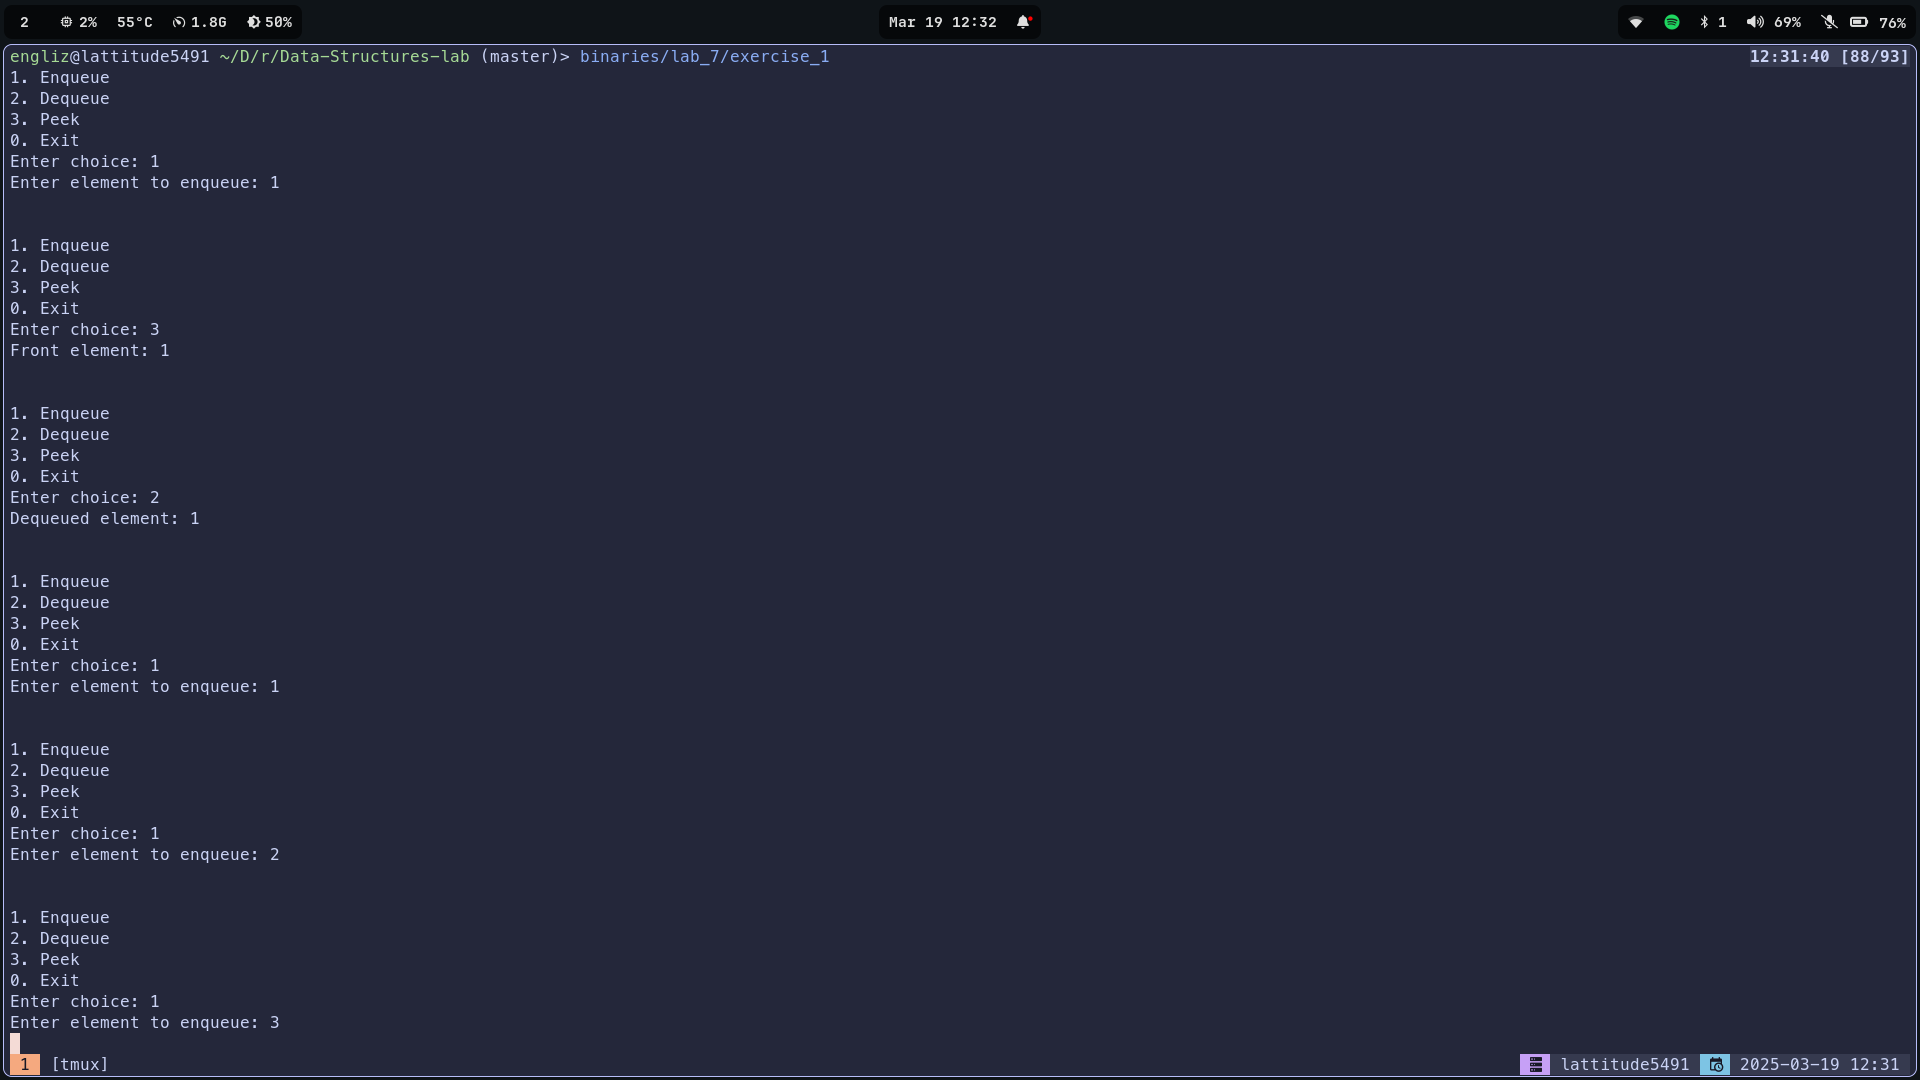 2 2% 55°C 1.8G 50% Mar 19 12:32 1 69% 76%
engliz@lattitude5491 ~/D/r/Data-Structures-lab (master)> binaries/lab_7/exercise_1 12:31:40 [88/93]
1. Enqueue
2. Dequeue
3. Peek
0. Exit
Enter choice: 1
Enter element to enqueue: 1
1. Enqueue
2. Dequeue
3. Peek
0. Exit
Enter choice: 3
Front element: 1
1. Enqueue
2. Dequeue
3. Peek
0. Exit
Enter choice: 2
Dequeued element: 1
1. Enqueue
2. Dequeue
3. Peek
0. Exit
Enter choice: 1
Enter element to enqueue: 1
1. Enqueue
2. Dequeue
3. Peek
0. Exit
Enter choice: 1
Enter element to enqueue: 2
1. Enqueue
2. Dequeue
3. Peek
0. Exit
Enter choice: 1
Enter element to enqueue: 3
1 [tmux] lattitude5491 2025-03-19 12:31